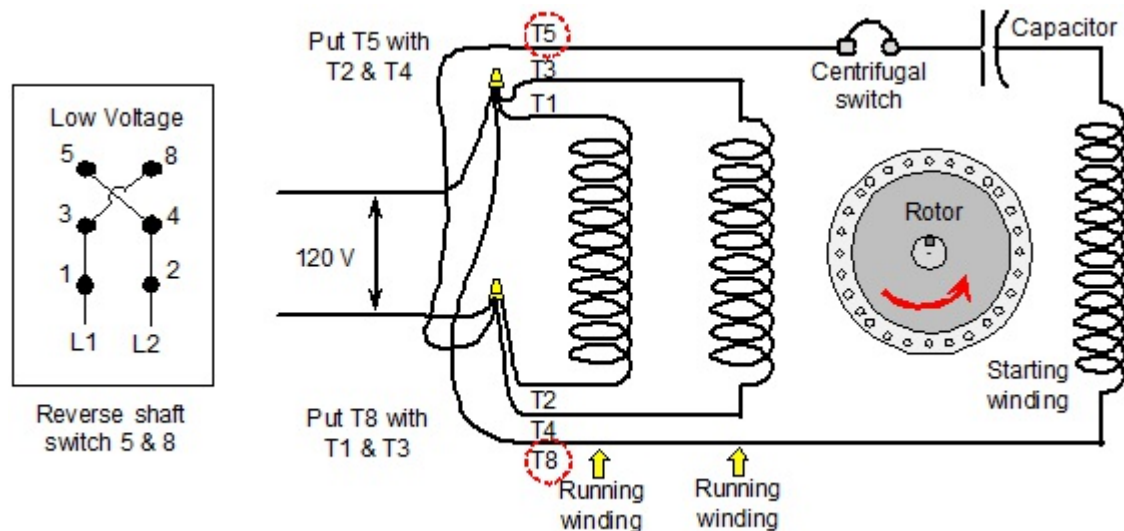 Low Voltage
5 8
3 4
1 2
L1 L2
Reverse shaft
switch 5 & 8
Put T5 with
T2 & T4
T5
T3
T1
120 V
Put T8 with
T1 & T3
T2
T4
T8
Running
winding
Running
winding
Centrifugal
switch
Capacitor
Rotor
Starting
winding